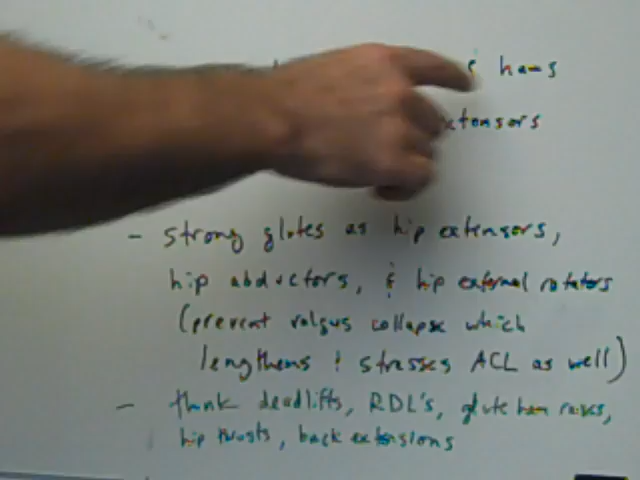 & hams
xtensors
- strong glutes as hip extensors,
hip abductors, & hip external rotators
(prevent valgus collapse which
lengthens & stresses ACL as well)
- think deadlifts, RDL's, glute ham raises,
hip thrusts, back extensions